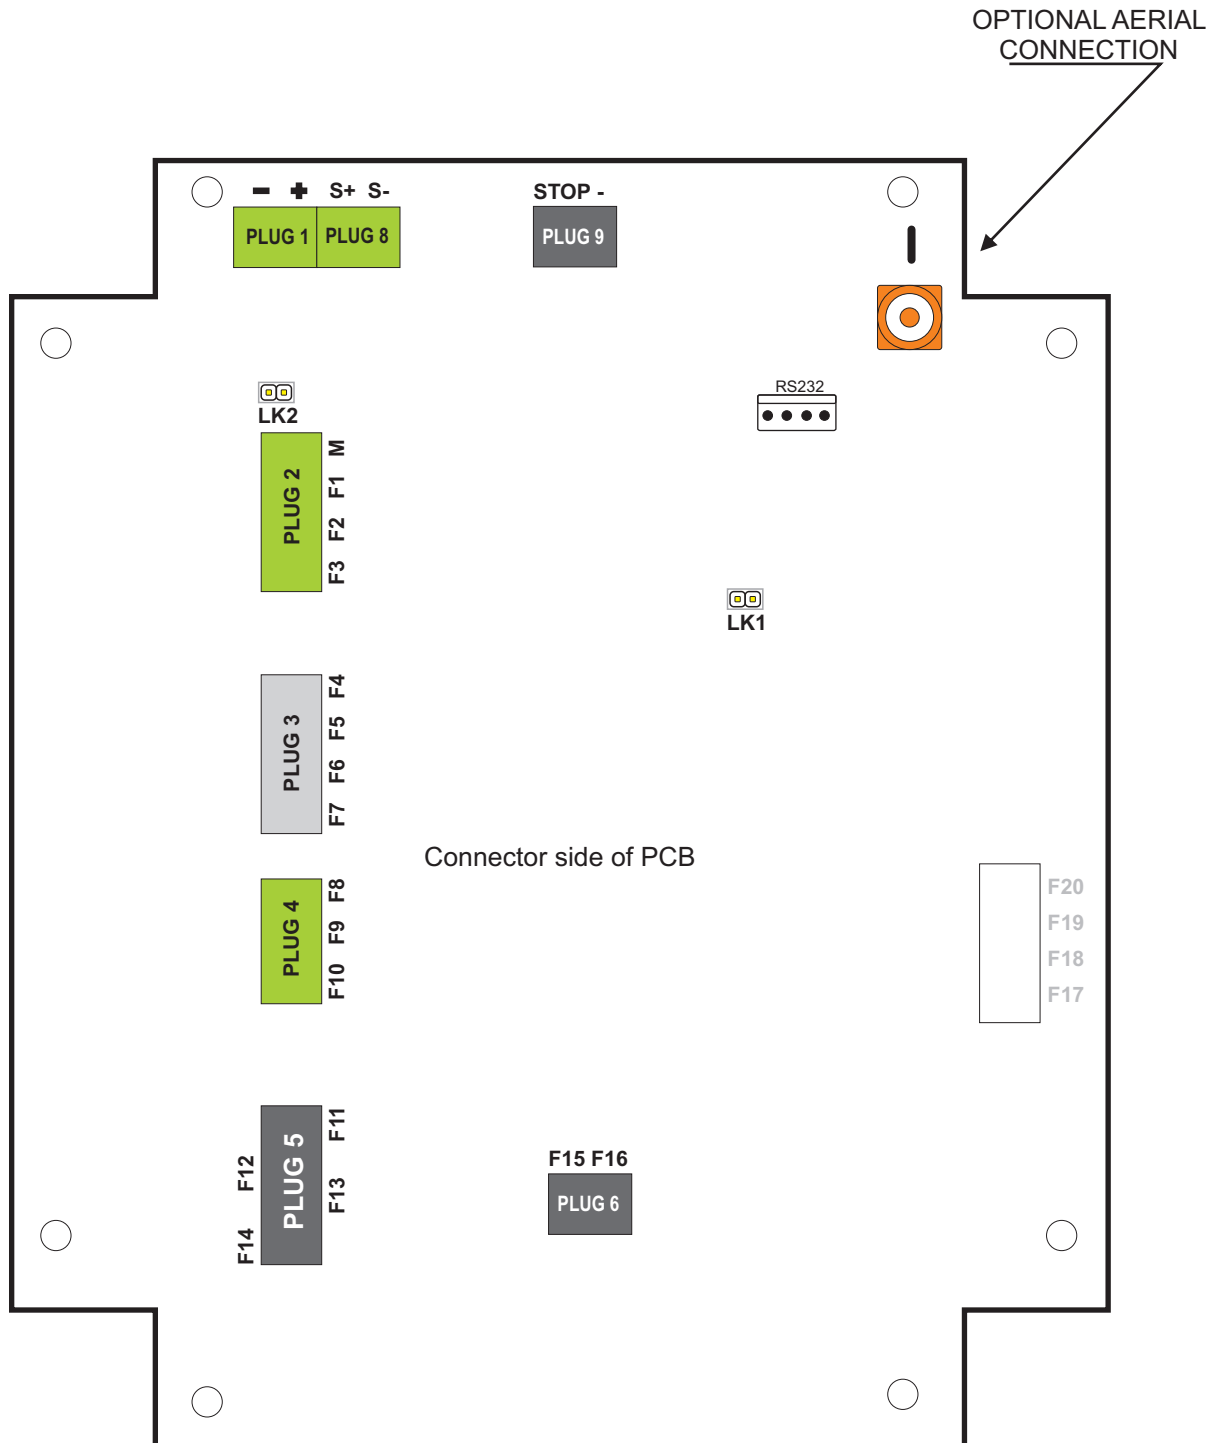 OPTIONAL AERIAL
CONNECTION
S+ S-
STOP -
PLUG 1
PLUG 8
PLUG 9
RS232
LK2
PLUG 2
M
F1
F2
F3
LK1
PLUG 3
F4
F5
F6
F7
Connector side of PCB
PLUG 4
F8
F9
F10
F20
F19
F18
F17
PLUG 5
F11
F12
F13
F14
F15 F16
PLUG 6